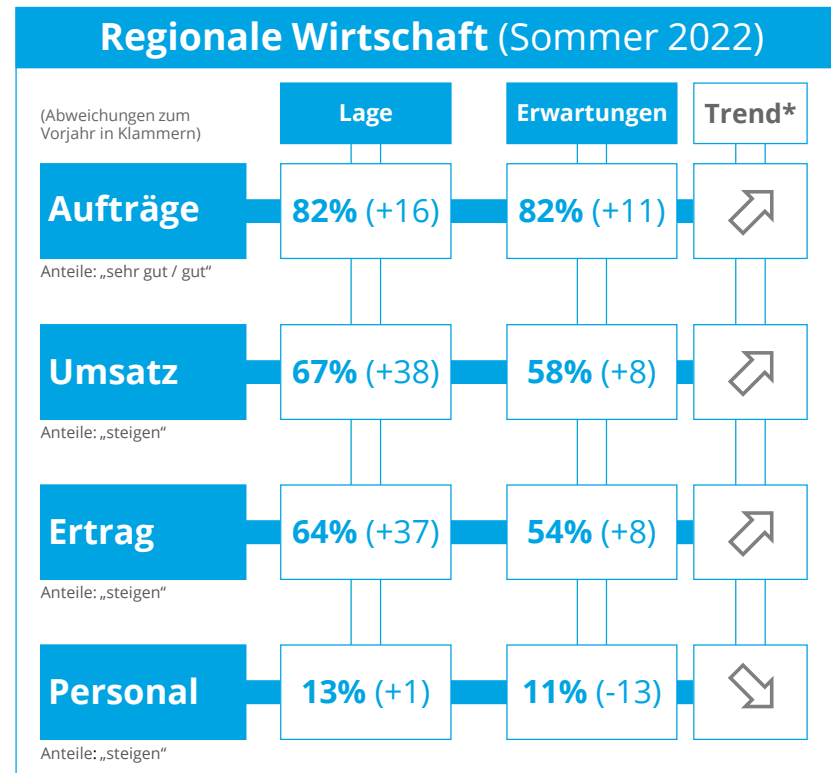 Regionale Wirtschaft (Sommer 2022)
(Abweichungen zum
Vorjahr in Klammern)
Lage
Erwartungen
Trend*
Aufträge
82% (+16)
82% (+11)
Anteile: „sehr gut / gut“
Umsatz
67% (+38)
58% (+8)
Anteile: „steigen“
Ertrag
64% (+37)
54% (+8)
Anteile: „steigen“
Personal
13% (+1)
11% (-13)
Anteile: „steigen“